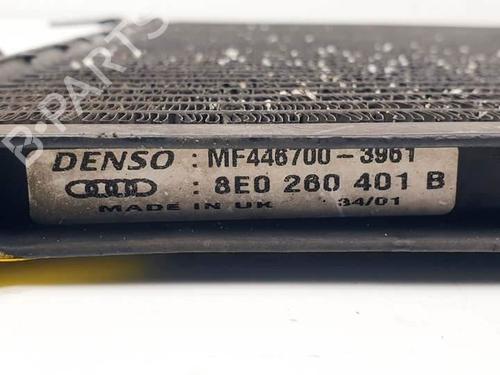 B-PARTS
DENSO : MF446700-3961
: 8E0 260 401 B
MADE IN UK 34/01